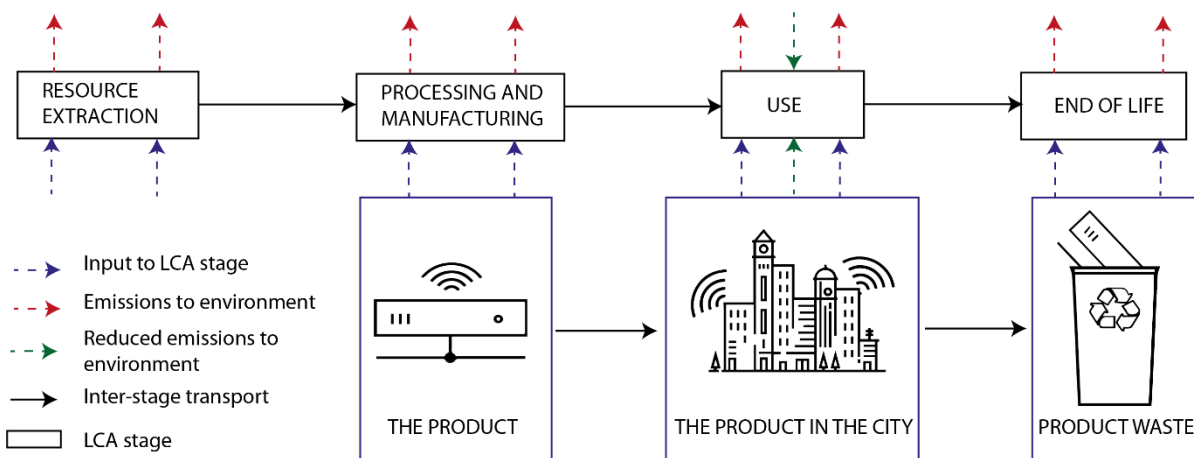 RESOURCE
EXTRACTION
PROCESSING AND
MANUFACTURING
USE
END OF LIFE
Input to LCA stage
Emissions to environment
Reduced emissions to
environment
Inter-stage transport
LCA stage
THE PRODUCT
THE PRODUCT IN THE CITY
PRODUCT WASTE